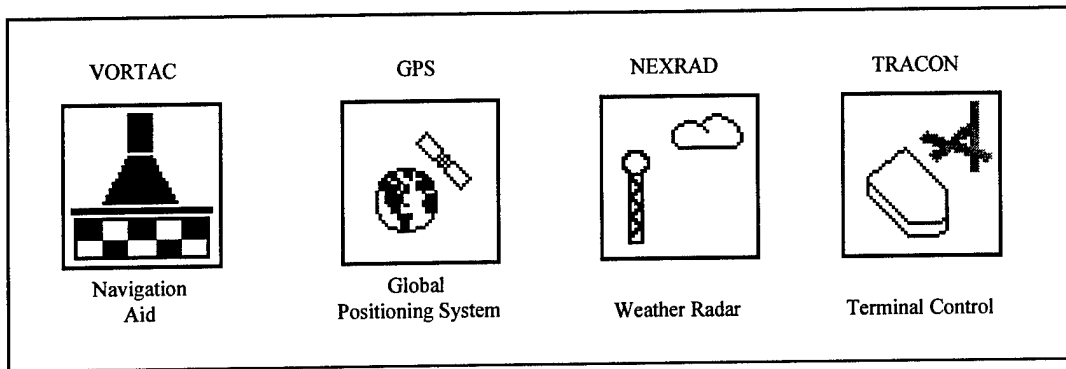 VORTAC
GPS
NEXRAD
TRACON
Navigation
Aid
Global
Positioning System
Weather Radar
Terminal Control